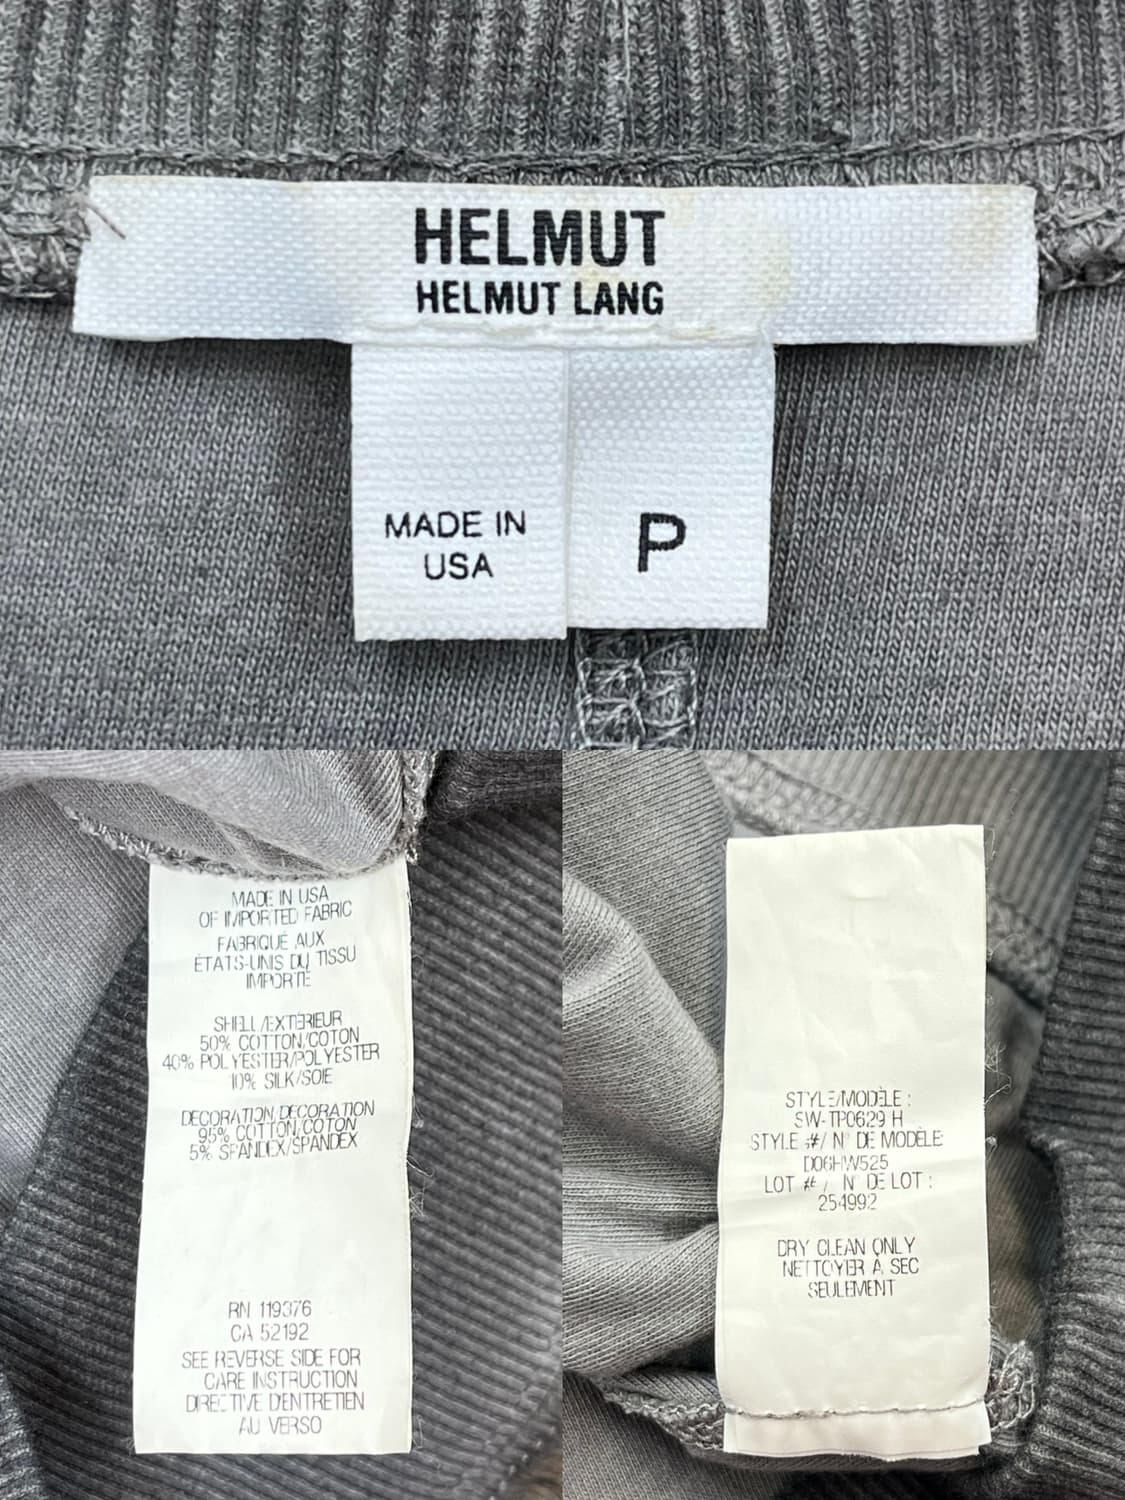 HELMUT
HELMUT LANG
MADE IN
USA
P
MADE IN USA
OF IMPORTED FABRIC
FABRIQUÉ AUX
ÉTATS-UNIS DU TISSU
IMPORTÉ
SHELL/EXTÉRIEUR
50% COTTON/COTON
40% POLYESTER/POLYESTER
10% SILK/SOIE
DECORATION/DECORATION
95% COTTON/COTON
5% SPANDEX/SPANDEX
RN 119376
CA 52192
SEE REVERSE SIDE FOR
CARE INSTRUCTION
DIRECTIVE D'ENTRETIEN
AU VERSO
STYLE/MODÈLE :
SW-TP0629 H
STYLE #/ N° DE MODÈLE
D06HW525
LOT # / N° DE LOT :
254992
DRY CLEAN ONLY
NETTOYER A SEC
SEULEMENT